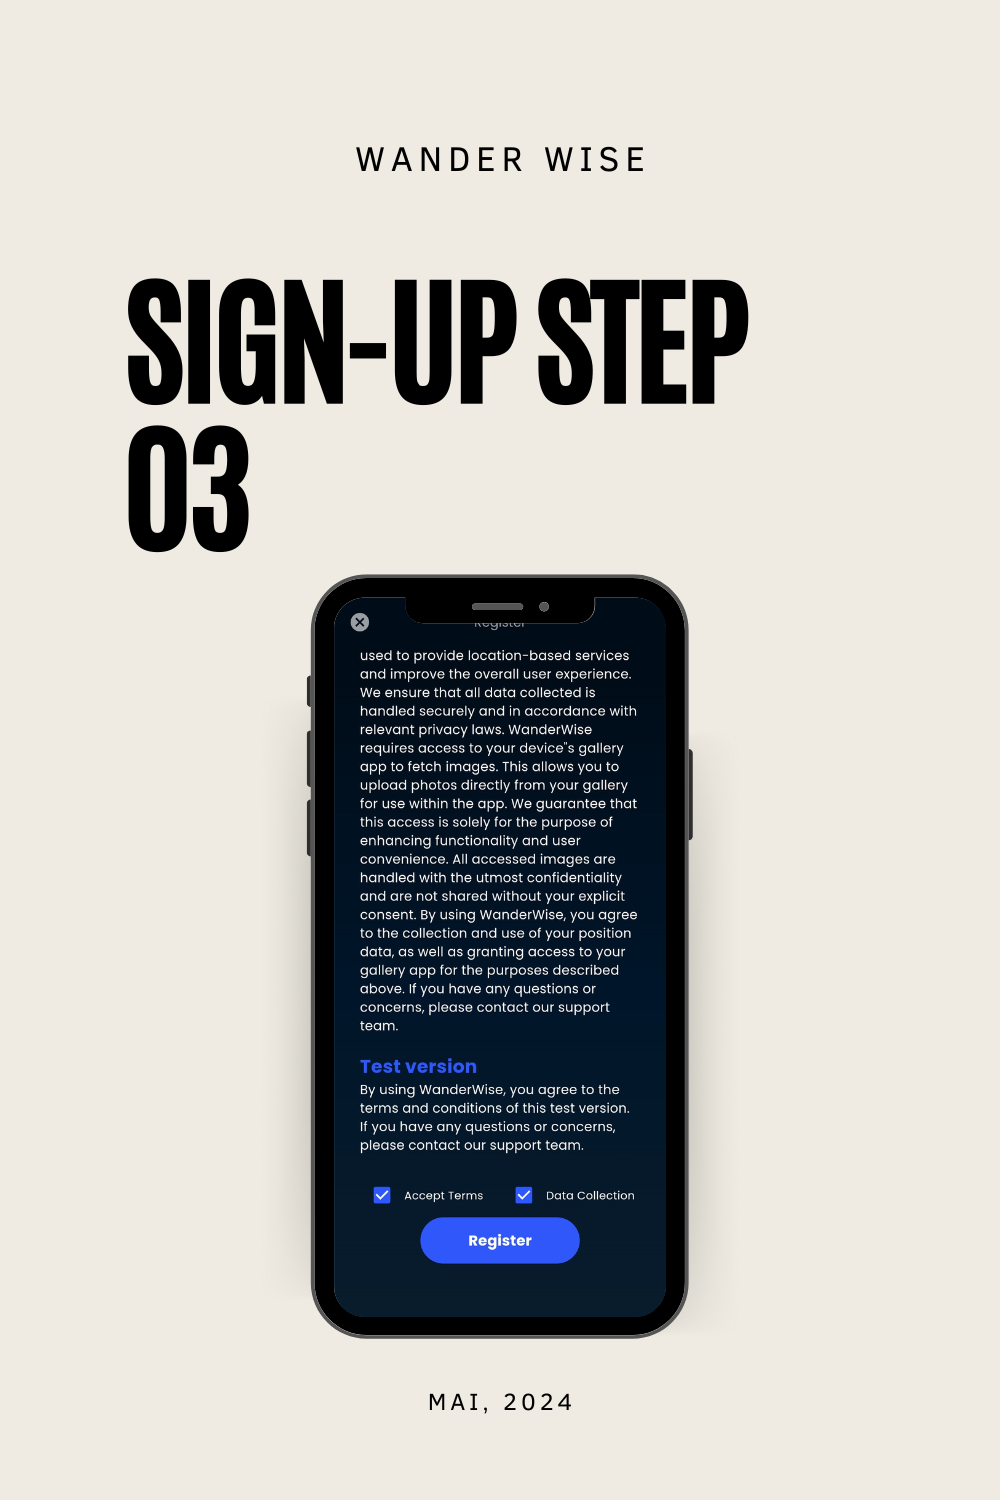 WANDER WISE
SIGN-UP STEP
03
Register
used to provide location-based services
and improve the overall user experience.
We ensure that all data collected is
handled securely and in accordance with
relevant privacy laws. WanderWise
requires access to your device"s gallery
app to fetch images. This allows you to
upload photos directly from your gallery
for use within the app. We guarantee that
this access is solely for the purpose of
enhancing functionality and user
convenience. All accessed images are
handled with the utmost confidentiality
and are not shared without your explicit
consent. By using WanderWise, you agree
to the collection and use of your position
data, as well as granting access to your
gallery app for the purposes described
above. If you have any questions or
concerns, please contact our support
team.
Test version
By using WanderWise, you agree to the
terms and conditions of this test version.
If you have any questions or concerns,
please contact our support team.
Accept Terms Data Collection
Register
MAI, 2024